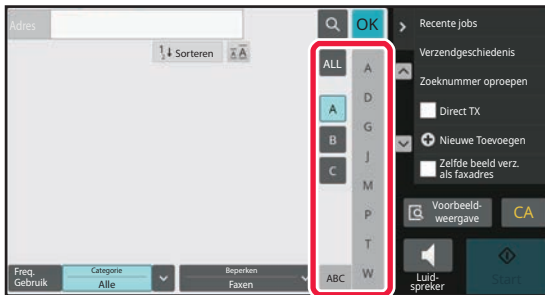 Adres
OK
Sorteren
ALL
A
B
C
ABC
A
D
G
J
M
P
T
W
Freq.
Gebruik
Categorie
Alle
Beperken
Faxen
Recente jobs
Verzendgeschiedenis
Zoeknummer oproepen
Direct TX
Nieuwe Toevoegen
Zelfde beeld verz.
als faxadres
Voorbeeld-
weergave
CA
Luid-
spreker
Start